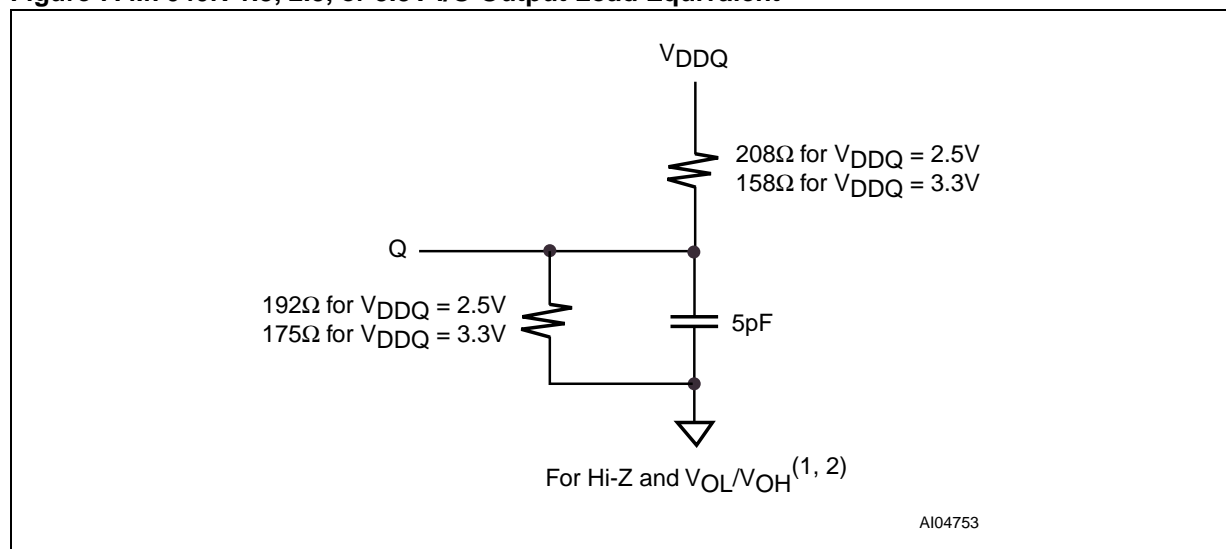 VDDQ
208Ω for VDDQ = 2.5V
158Ω for VDDQ = 3.3V
Q
192Ω for VDDQ = 2.5V
175Ω for VDDQ = 3.3V
5pF
For Hi-Z and VOL/VOH(1, 2)
AI04753